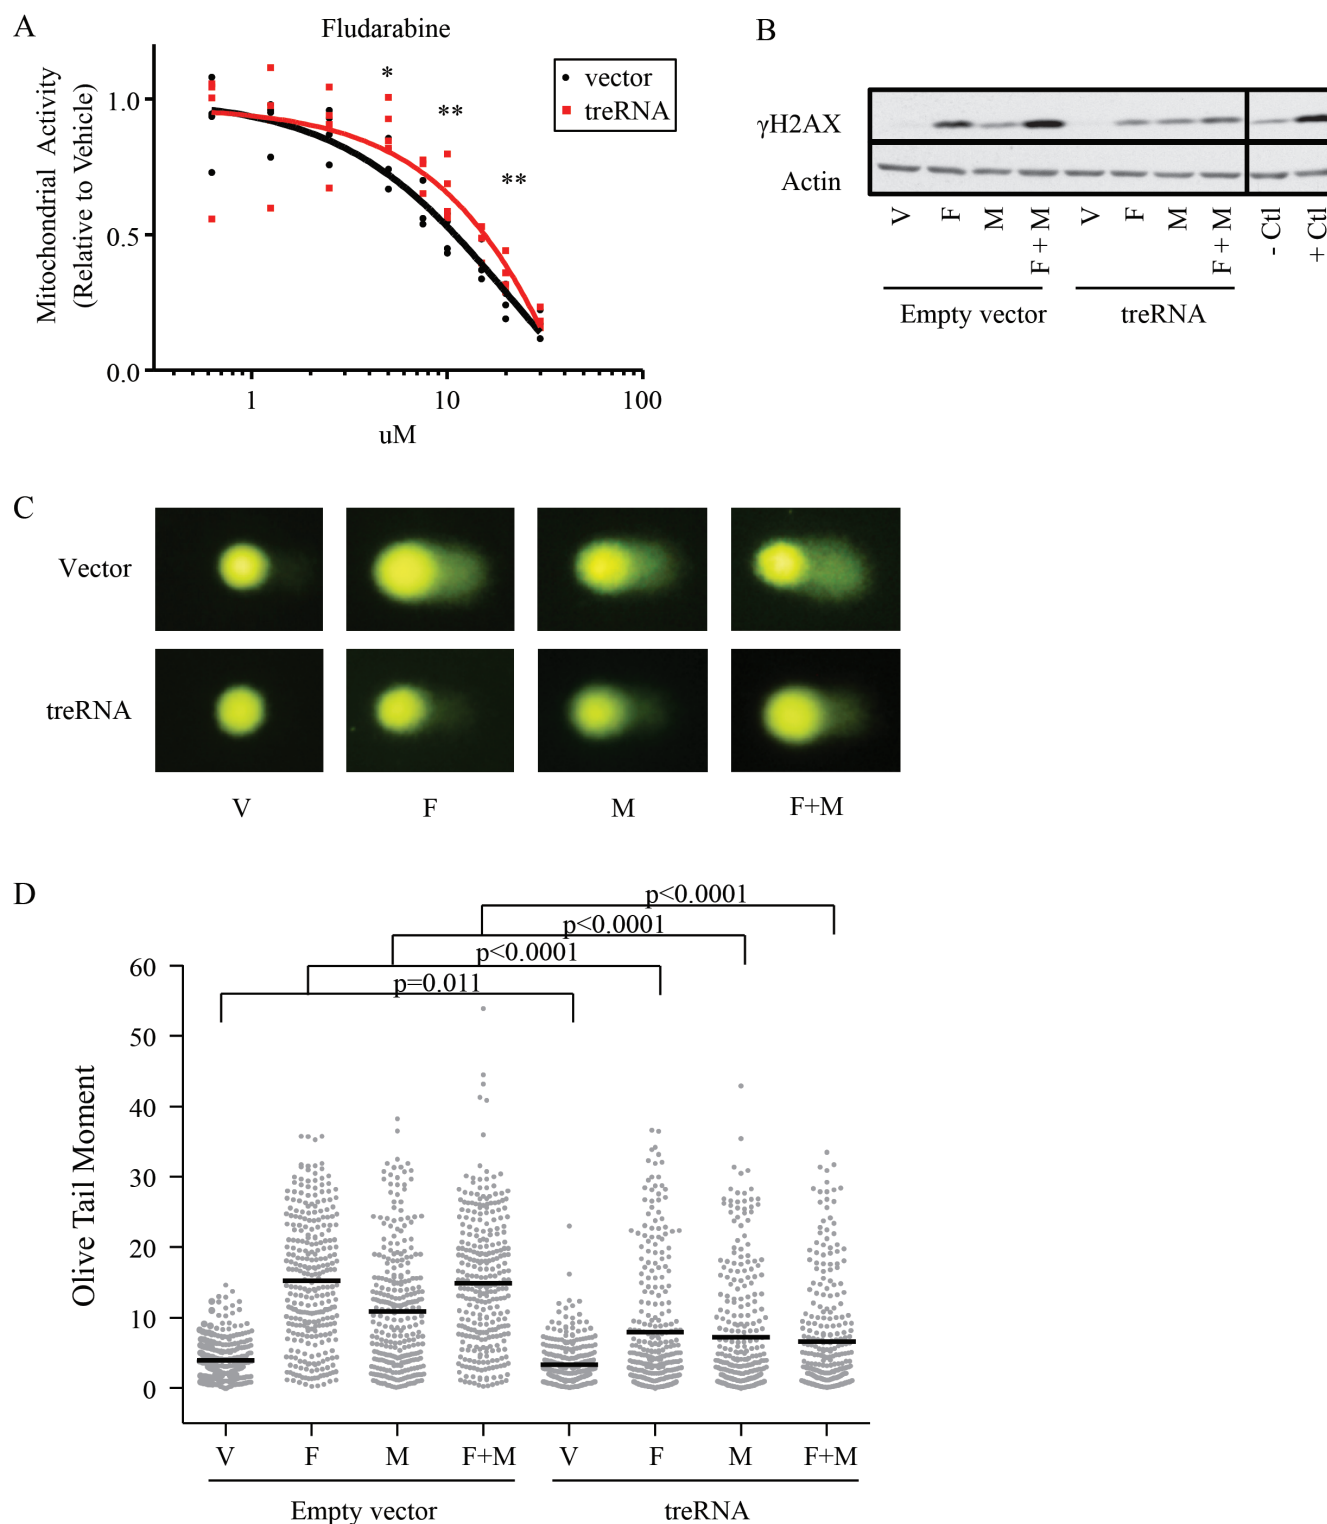 A
Fludarabine
Mitochondrial Activity
(Relative to Vehicle)
1.0
0.5
0.0
1
10
100
uM
*
**
**
vector
treRNA
B
γH2AX
Actin
V
F
M
F + M
V
F
M
F + M
- Ctl
+ Ctl
Empty vector
treRNA
C
Vector
treRNA
V
F
M
F+M
D
p<0.0001
p<0.0001
p<0.0001
p=0.011
Olive Tail Moment
60
50
40
30
20
10
0
V
F
M
F+M
V
F
M
F+M
Empty vector
treRNA